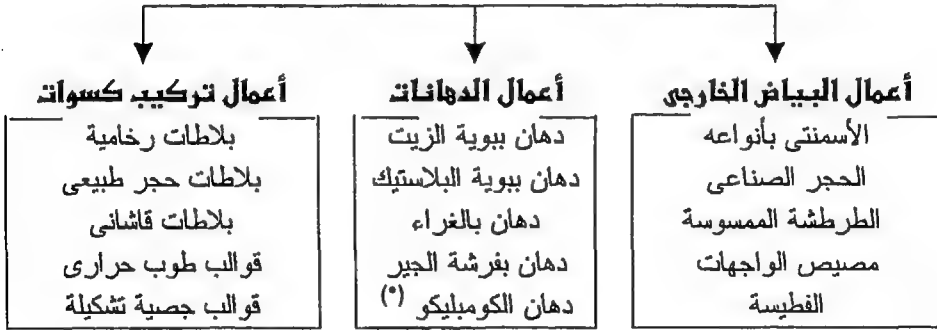 أعمال البياض الخارجى
الأسمنتى بأنواعه
الحجر الصناعى
الطرطشة الممسوسة
مصيص الواجهات
الفطيسة
أعمال الدهانات
دهان ببوية الزيت
دهان ببوية البلاستيك
دهان بالغراء
دهان بفرشة الجير
دهان الكومبليكو (*)
أعمال تركيب كسوات
بلاطات رخامية
بلاطات حجر طبيعى
بلاطات قاشانى
قوالب طوب حرارى
قوالب جصية تشكيلة